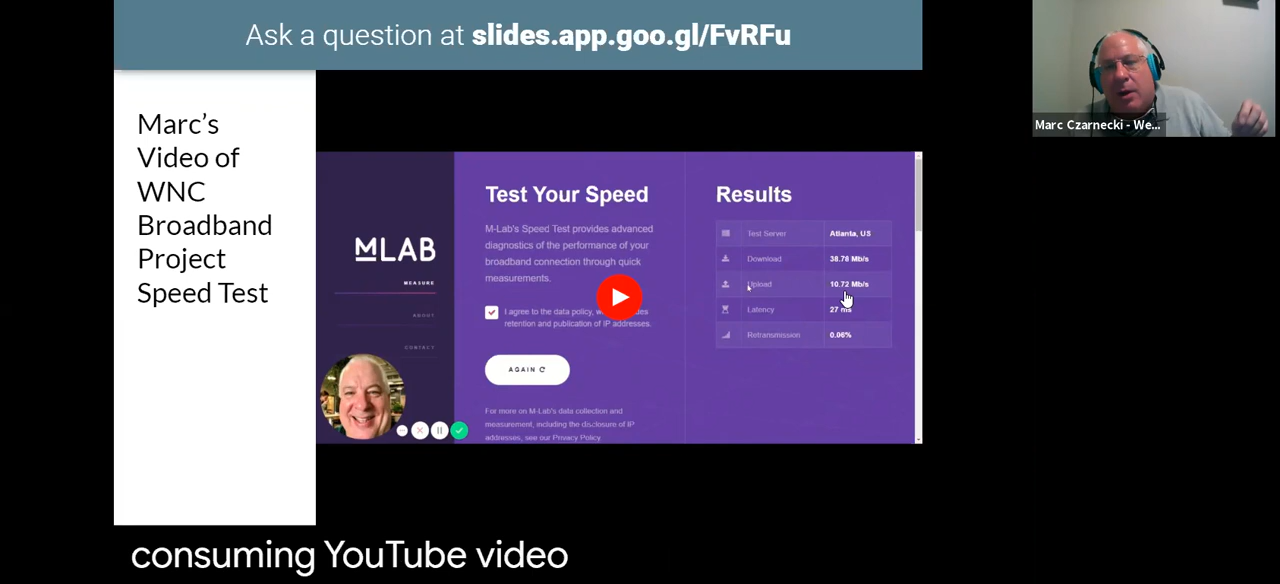 Ask a question at slides.app.goo.gl/FvRFu
Marc's
Video of
WNC
Broadband
Project
Speed Test
MLAB
MEASURE
ABOUT
CONTACT
Test Your Speed
M-Lab's Speed Test provides advanced
diagnostics of the performance of your
broadband connection through quick
measurements.
I agree to the data policy, which includes
retention and publication of IP addresses.
AGAIN
For more on M-Lab's data collection and
measurement, including the disclosure of IP
addresses, see our Privacy Policy
Results
Test Server Atlanta, US
Download 38.76 Mb/s
Upload 10.72 Mb/s
Latency 27 ms
Retransmission 0.06%
Marc Czarnecki - We...
consuming YouTube video